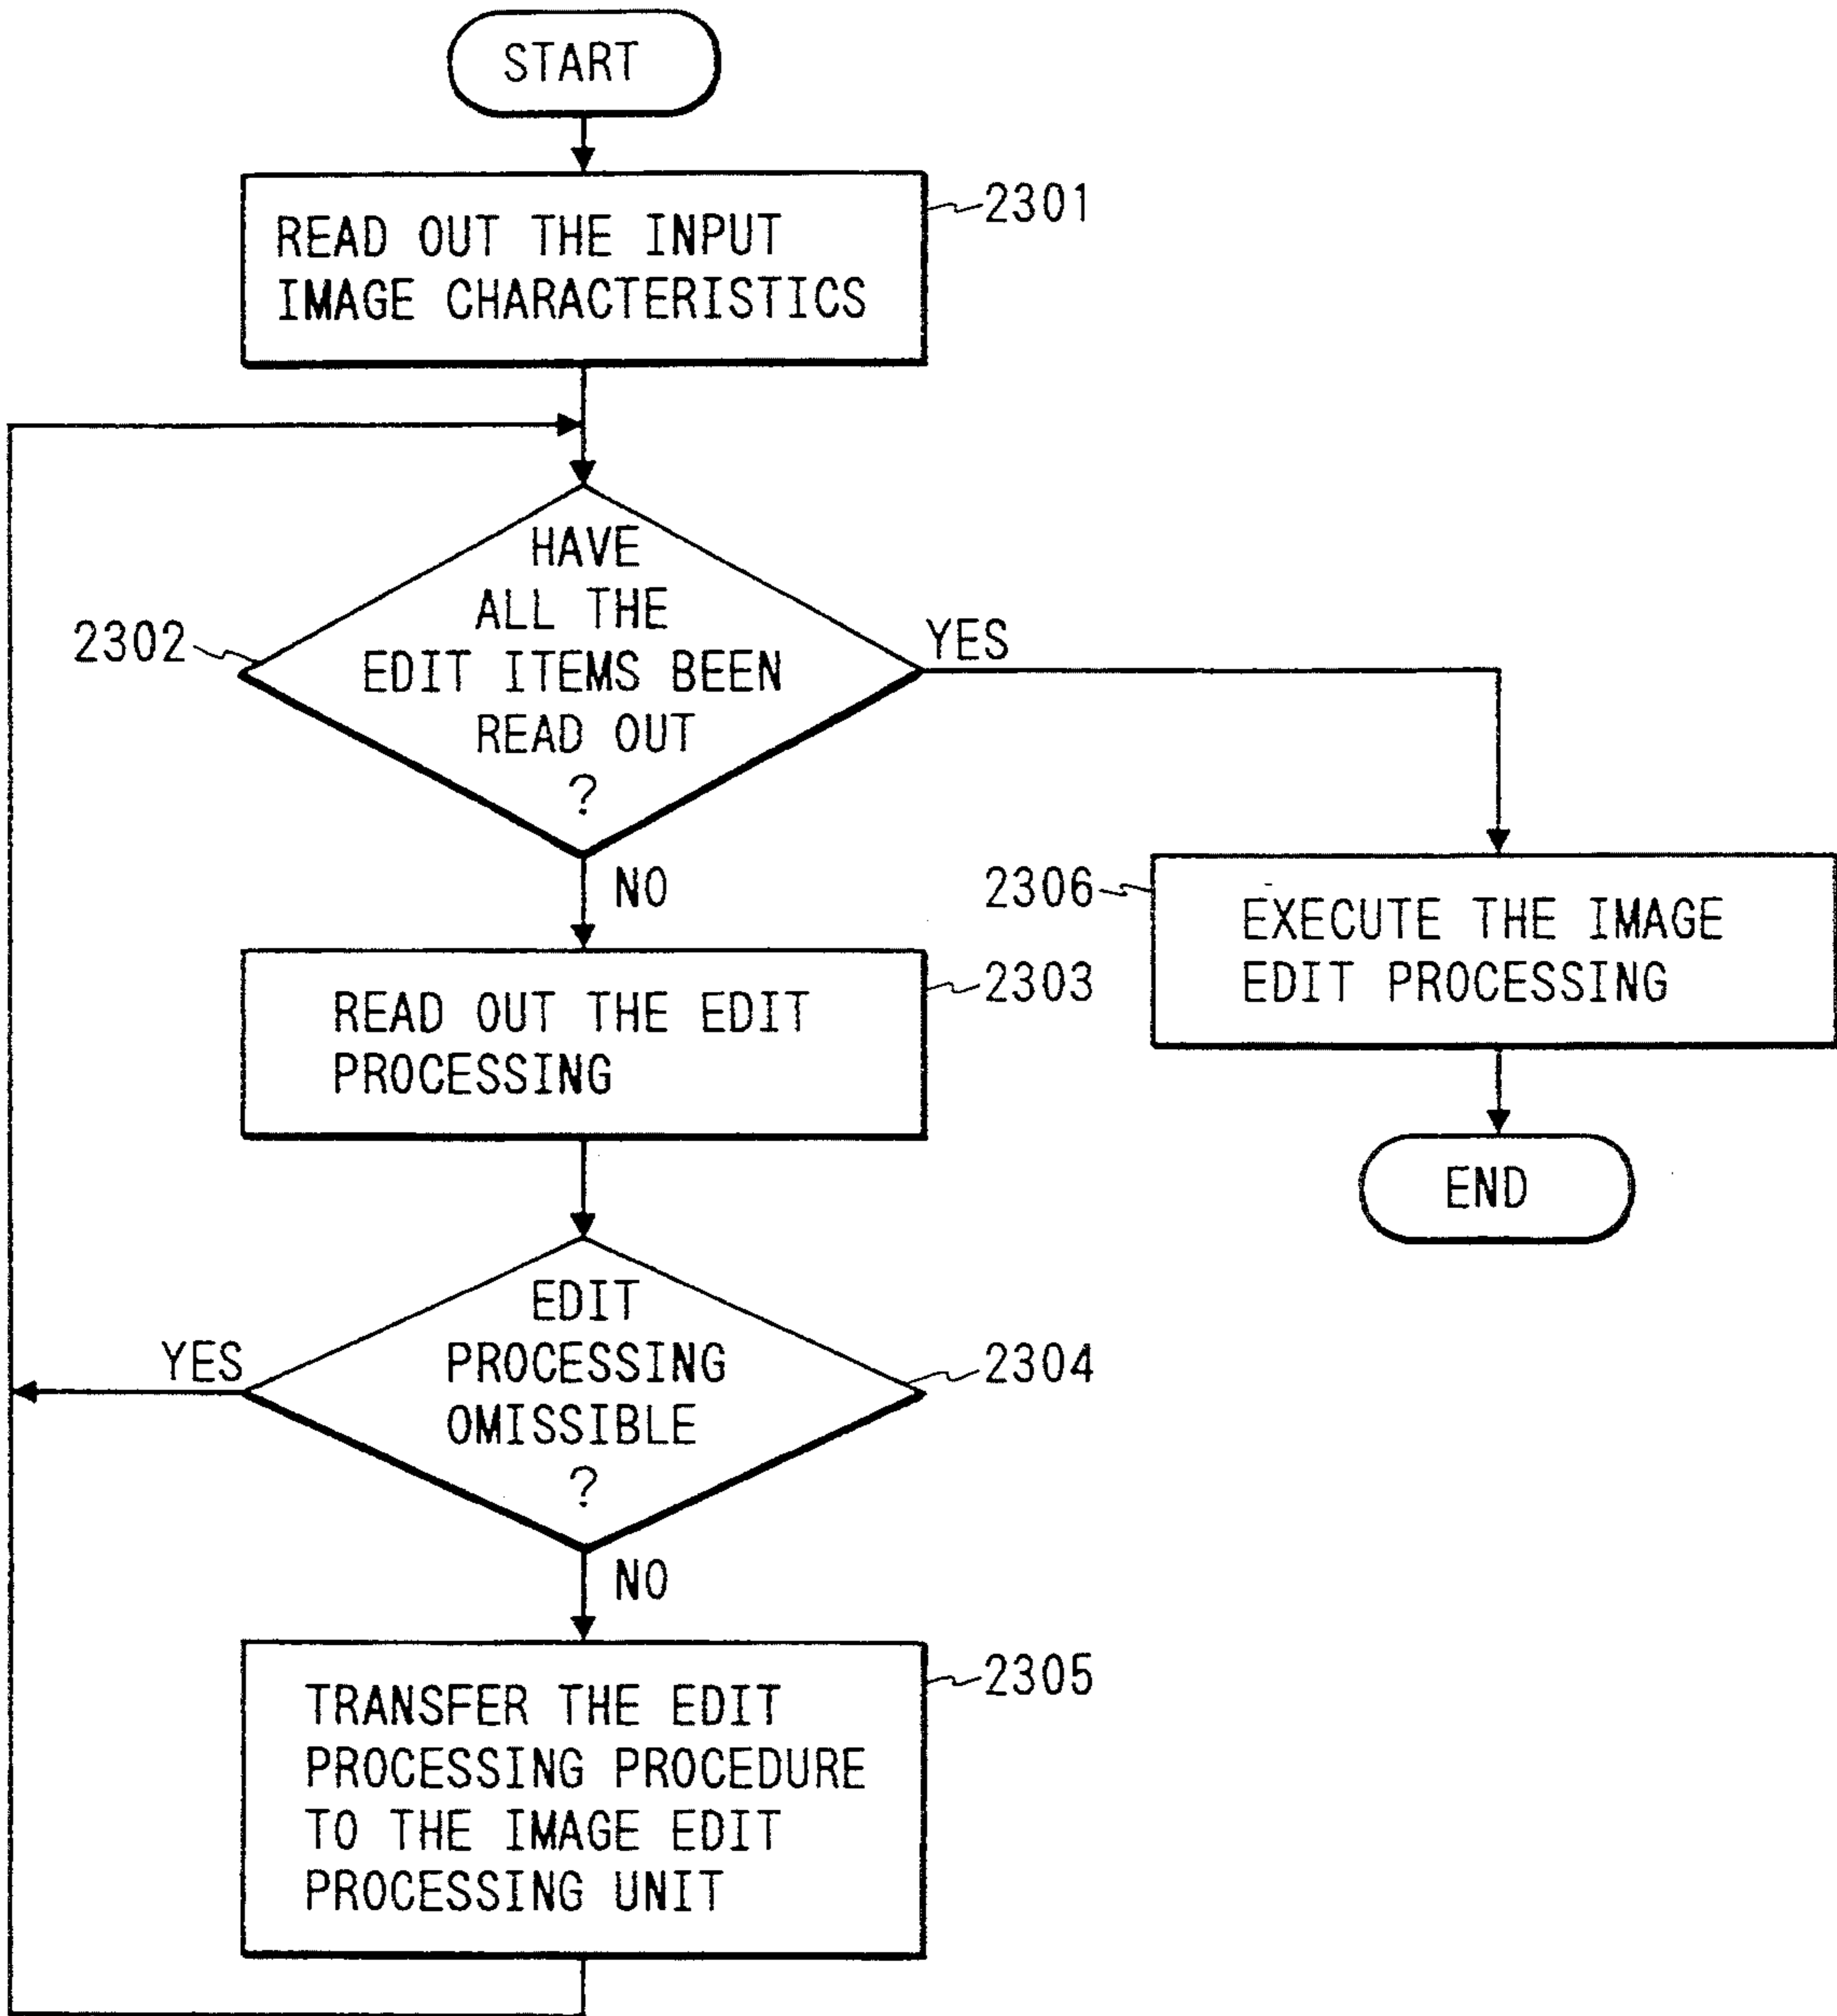 START
2301
READ OUT THE INPUT
IMAGE CHARACTERISTICS
2302
HAVE
ALL THE
EDIT ITEMS BEEN
READ OUT
?
YES
NO
2303
READ OUT THE EDIT
PROCESSING
2306
EXECUTE THE IMAGE
EDIT PROCESSING
END
2304
EDIT
PROCESSING
OMISSIBLE
?
YES
NO
2305
TRANSFER THE EDIT
PROCESSING PROCEDURE
TO THE IMAGE EDIT
PROCESSING UNIT